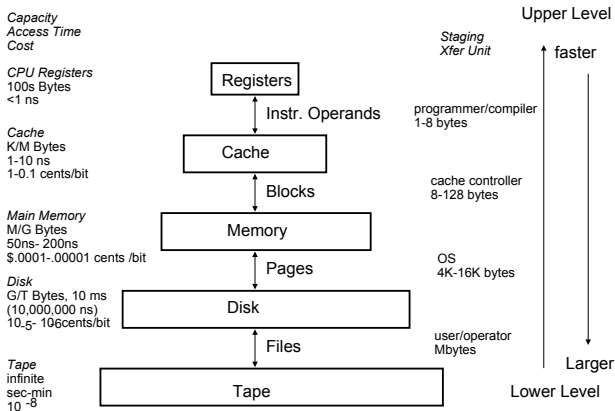 Capacity
Access Time
Cost
CPU Registers
100s Bytes
<1 ns
Cache
K/M Bytes
1-10 ns
1-0.1 cents/bit
Main Memory
M/G Bytes
50ns- 200ns
$.0001-.00001 cents /bit
Disk
G/T Bytes, 10 ms
(10,000,000 ns)
10-5- 10-6cents/bit
Tape
infinite
sec-min
10 -8
Registers
Instr. Operands
Cache
Blocks
Memory
Pages
Disk
Files
Tape
Staging
Xfer Unit
programmer/compiler
1-8 bytes
cache controller
8-128 bytes
OS
4K-16K bytes
user/operator
Mbytes
Upper Level
faster
Larger
Lower Level